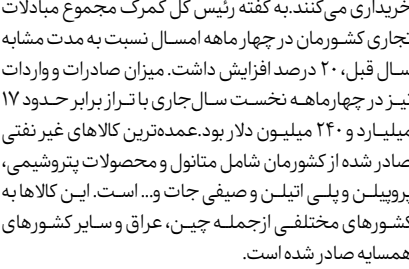 خریداری می‌کنند.به گفته رئیس کل گمرک مجموع مبادلات
تجاری کشورمان در چهار ماهه امسال نسبت به مدت مشابه
سال قبل، ۲۰ درصد افزایش داشت. میزان صادرات و واردات
نیز در چهارماهه نخست سال‌جاری با تراز برابر حدود ۱۷
میلیارد و ۲۴۰ میلیون دلار بود.عمده‌ترین کالاهای غیر نفتی
صادر شده از کشورمان شامل متانول و محصولات پتروشیمی،
پروپیلن و پلی اتیلن و صیفی جات و... است. این کالاها به
کشورهای مختلفی ازجمله چین، عراق و سایر کشورهای
همسایه صادر شده است.